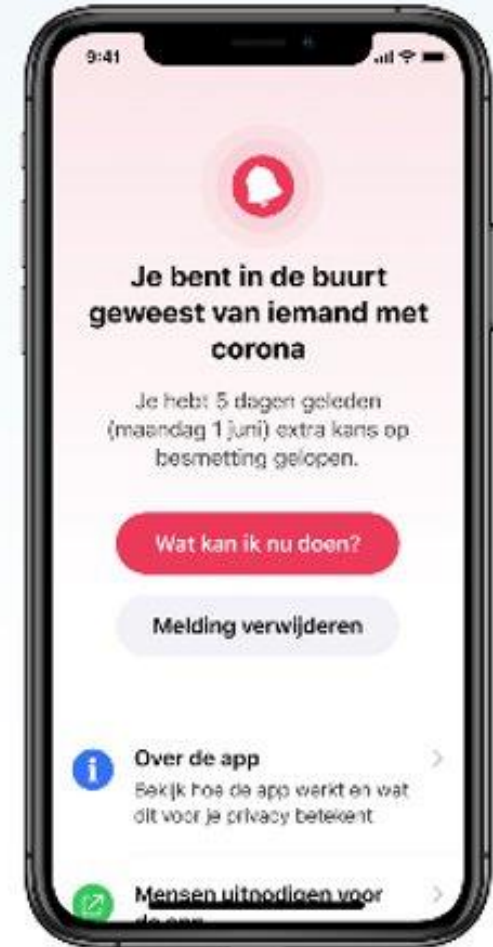 9:41
Je bent in de buurt
geweest van iemand met
corona
Je hebt 5 dagen geleden
(maandag 1 juni) extra kans op
besmetting gelopen.
Wat kan ik nu doen?
Melding verwijderen
Over de app
Bekijk hoe de app werkt en wat
dit voor je privacy betekent
Mensen uitnodigen voor
de app